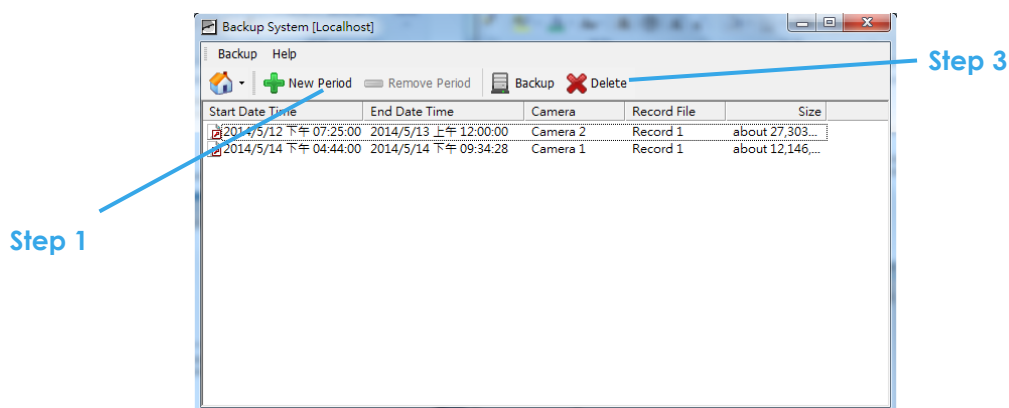 Backup System [Localhost]
Backup Help
New Period Remove Period Backup Delete
Step 3
Start Date Time End Date Time Camera Record File Size
2014/5/12 下午 07:25:00 2014/5/13 上午 12:00:00 Camera 2 Record 1 about 27,303...
2014/5/14 下午 04:44:00 2014/5/14 下午 09:34:28 Camera 1 Record 1 about 12,146,...
Step 1